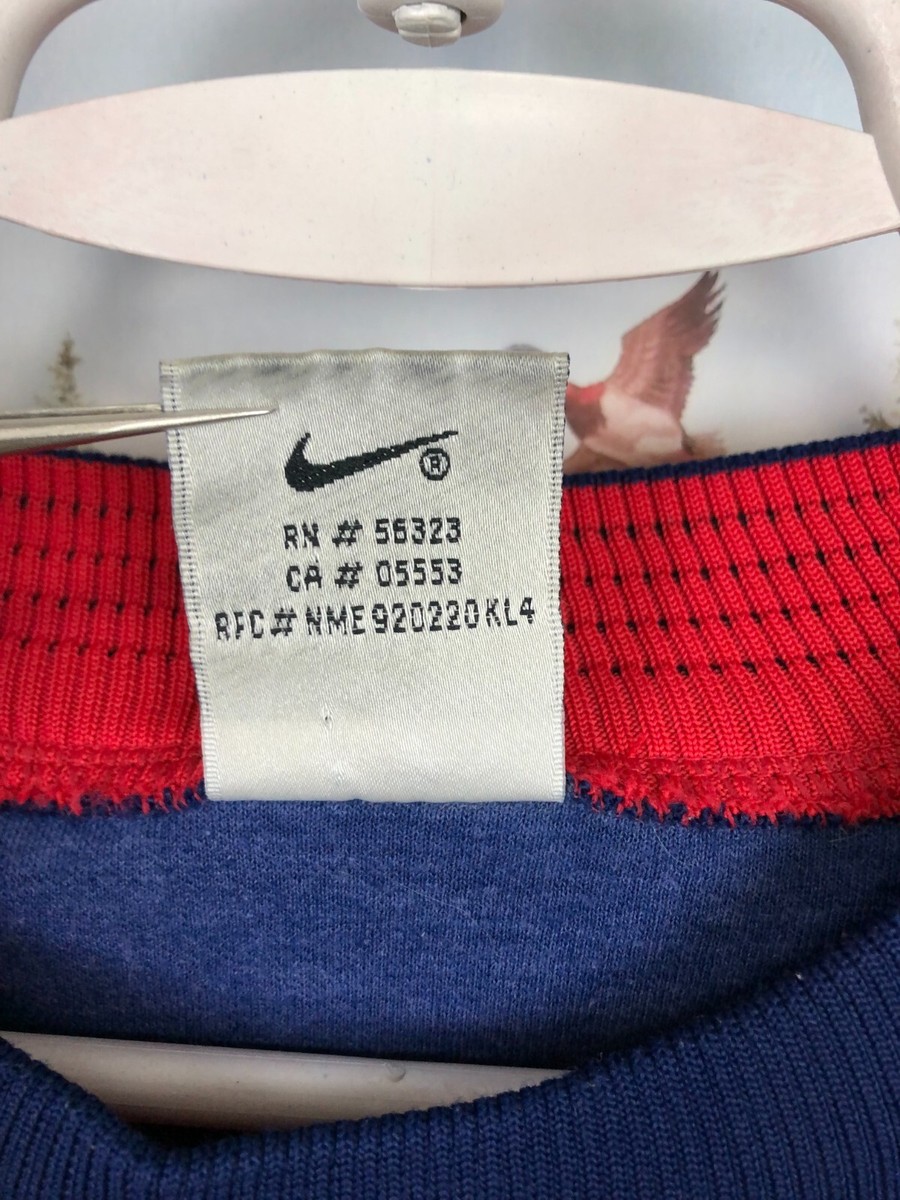 ®
RN # 56323
CA # 05553
RFC# NME920220KL4